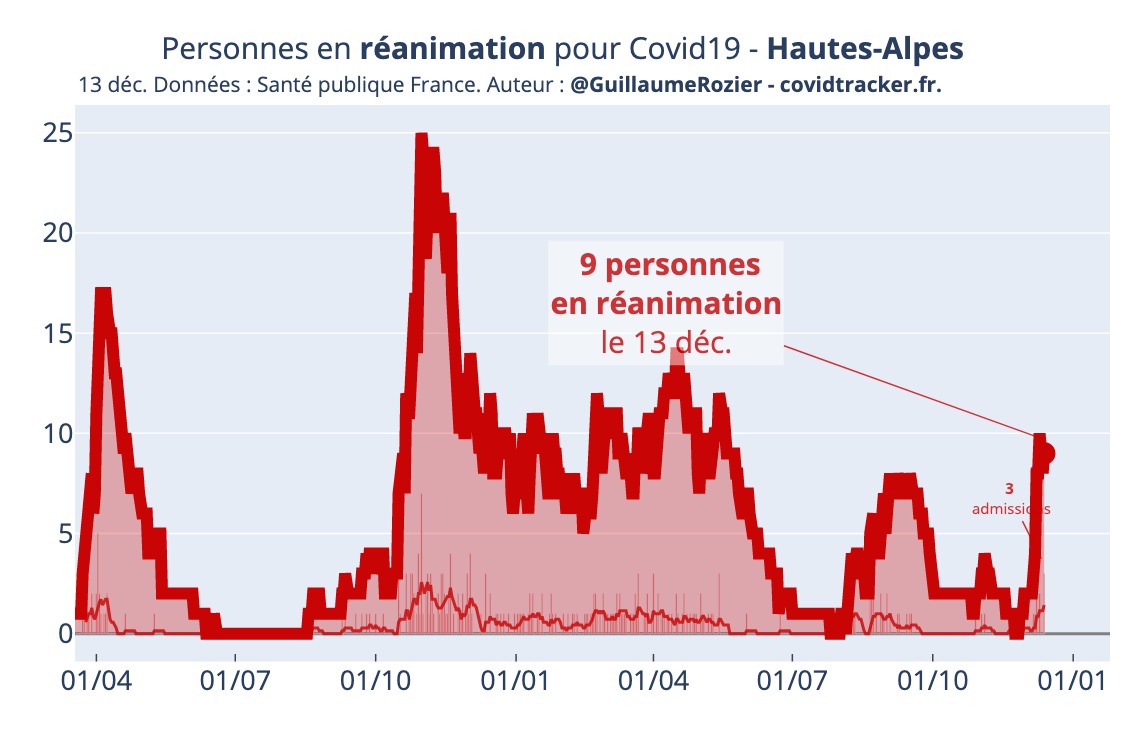 Personnes en réanimation pour Covid19 - Hautes-Alpes
13 déc. Données : Santé publique France. Auteur : @GuillaumeRozier - covidtracker.fr.
25
20
15
10
5
0
9 personnes
en réanimation
le 13 déc.
3
admissions
01/04
01/07
01/10
01/01
01/04
01/07
01/10
01/01